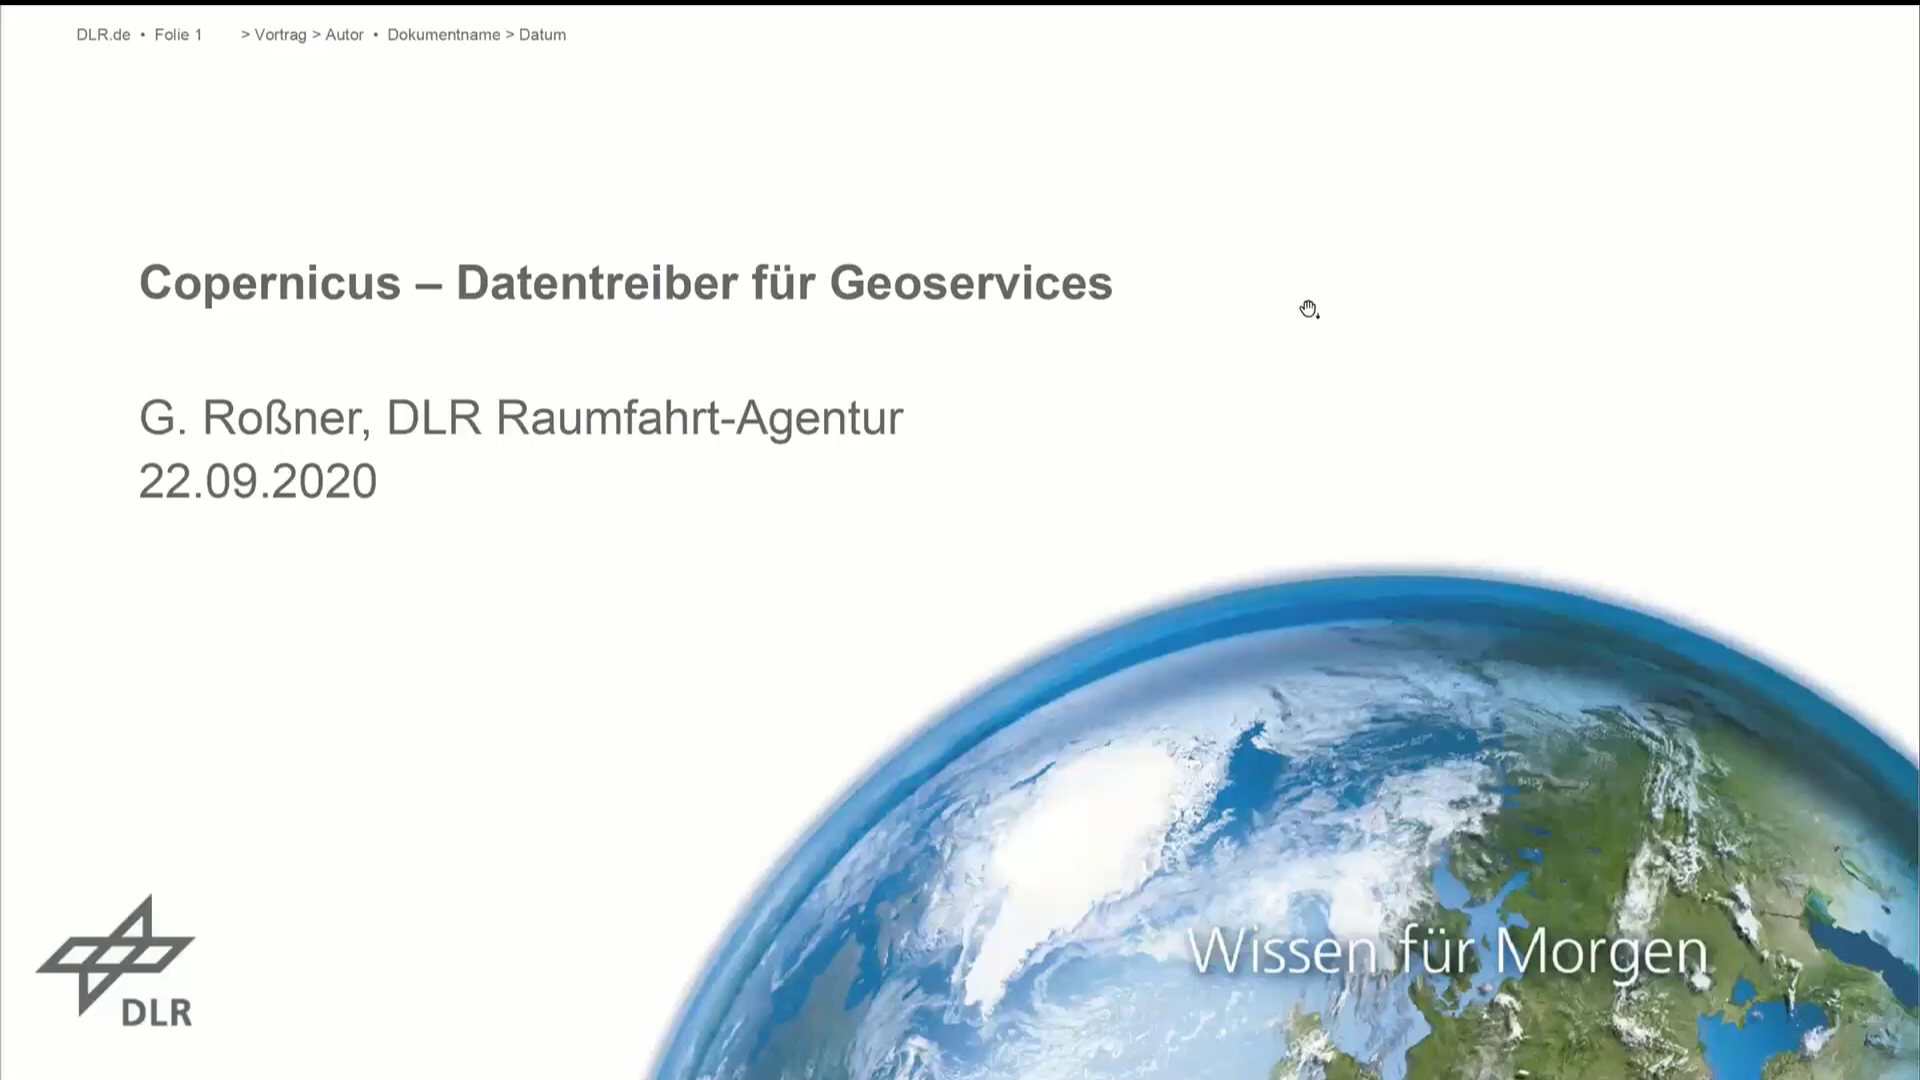 DLR.de • Folie 1 > Vortrag > Autor • Dokumentname > Datum
Copernicus – Datentreiber für Geoservices
G. Roßner, DLR Raumfahrt-Agentur
22.09.2020
Wissen für Morgen
DLR